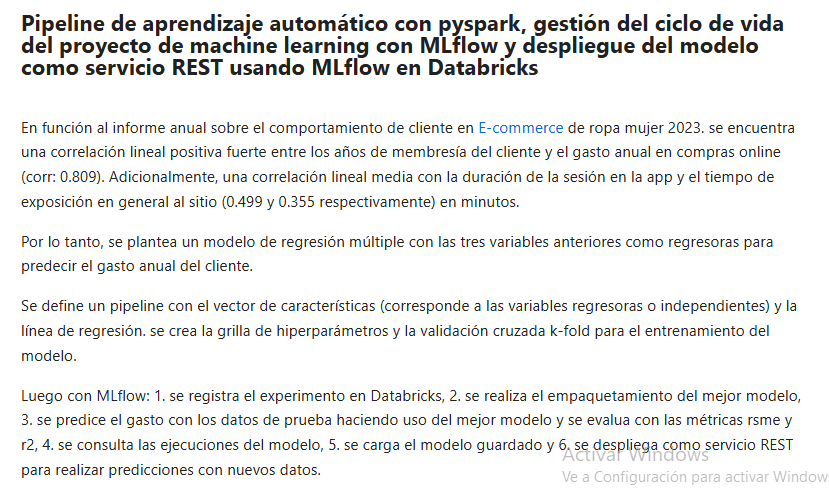 Pipeline de aprendizaje automático con pyspark, gestión del ciclo de vida
del proyecto de machine learning con MLflow y despliegue del modelo
como servicio REST usando MLflow en Databricks
En función al informe anual sobre el comportamiento de cliente en E-commerce de ropa mujer 2023. se encuentra
una correlación lineal positiva fuerte entre los años de membresía del cliente y el gasto anual en compras online
(corr: 0.809). Adicionalmente, una correlación lineal media con la duración de la sesión en la app y el tiempo de
exposición en general al sitio (0.499 y 0.355 respectivamente) en minutos.
Por lo tanto, se plantea un modelo de regresión múltiple con las tres variables anteriores como regresoras para
predecir el gasto anual del cliente.
Se define un pipeline con el vector de características (corresponde a las variables regresoras o independientes) y la
línea de regresión. se crea la grilla de hiperparámetros y la validación cruzada k-fold para el entrenamiento del
modelo.
Luego con MLflow: 1. se registra el experimento en Databricks, 2. se realiza el empaquetamiento del mejor modelo,
3. se predice el gasto con los datos de prueba haciendo uso del mejor modelo y se evalua con las métricas rsme y
r2, 4. se consulta las ejecuciones del modelo, 5. se carga el modelo guardado y 6. se despliega como servicio REST
para realizar predicciones con nuevos datos.
Activar Windows
Ve a Configuración para activar Window